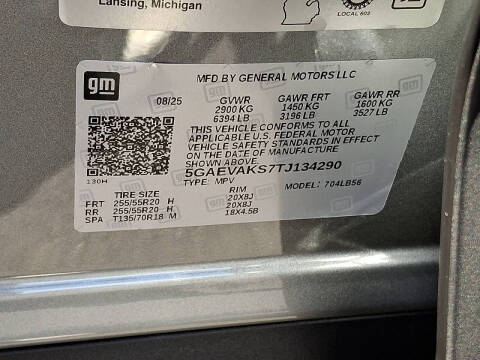 Lansing, Michigan
LOCAL 602
gm
MFD BY GENERAL MOTORS LLC
08/25 GVWR GAWR FRT GAWR RR
2900 KG 1450 KG 1600 KG
6394 LB 3196 LB 3527 LB
THIS VEHICLE CONFORMS TO ALL APPLICABLE
U.S. FEDERAL MOTOR
VEHICLE SAFETY STANDARDS IN EFFECT
ON THE DATE OF MANUFACTURE
SHOWN ABOVE.
5GAEVAKS7TJ134290
130H
TYPE: MPV MODEL: 704LB56
TIRE SIZE RIM
FRT 255/55R20 H 20X8J
RR 255/55R20 H 20X8J
SPA T135/70R18 M 18X4.5B